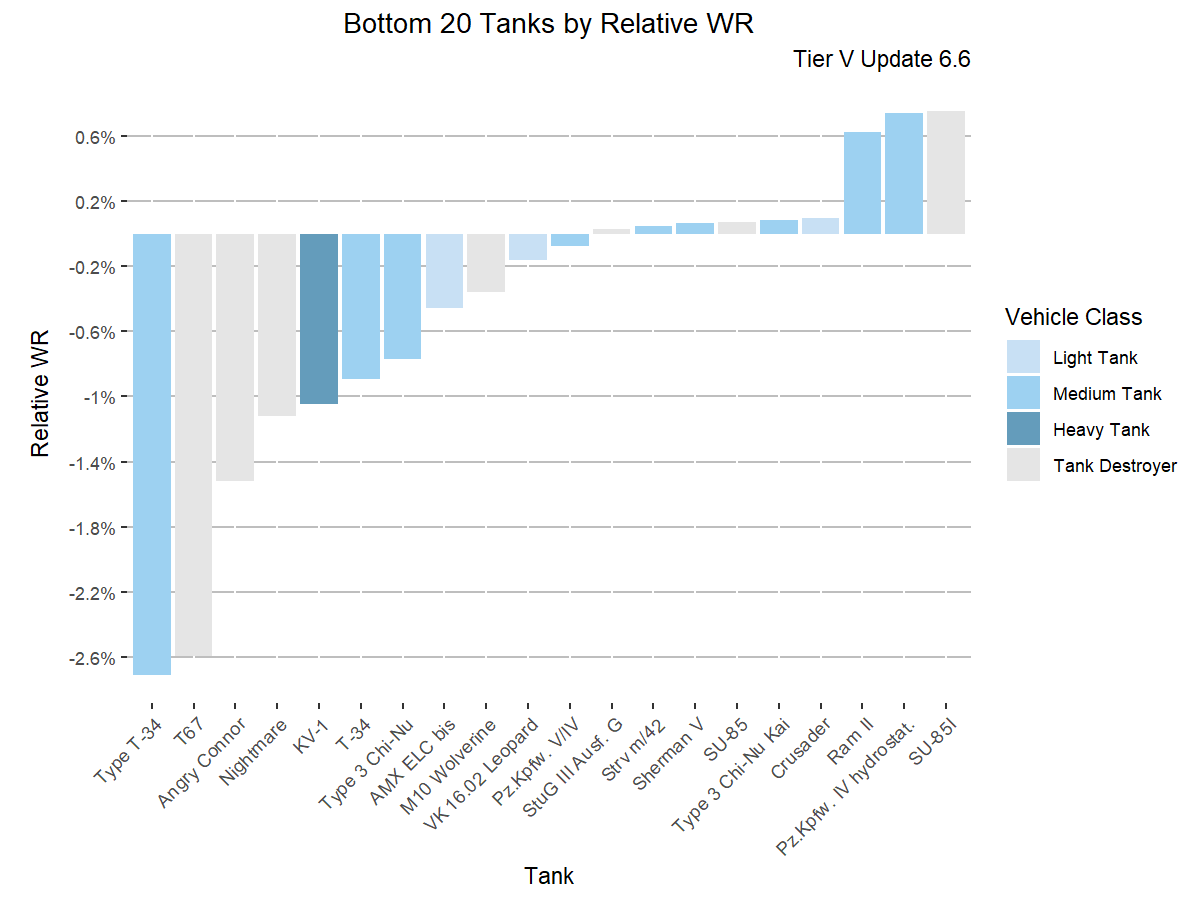 Bottom 20 Tanks by Relative WR
Tier V Update 6.6
0.6%
0.2%
-0.2%
-0.6%
-1%
-1.4%
-1.8%
-2.2%
-2.6%
Relative WR
Type T-34
T67
Angry Connor
Nightmare
KV-1
T-34
Type 3 Chi-Nu
AMX ELC bis
M10 Wolverine
VK 16.02 Leopard
Pz.Kpfw. V/IV
StuG III Ausf. G
Strv m/42
Sherman V
SU-85
Type 3 Chi-Nu Kai
Crusader
Ram II
Pz.Kpfw. IV hydrostat.
SU-85I
Tank
Vehicle Class
Light Tank
Medium Tank
Heavy Tank
Tank Destroyer